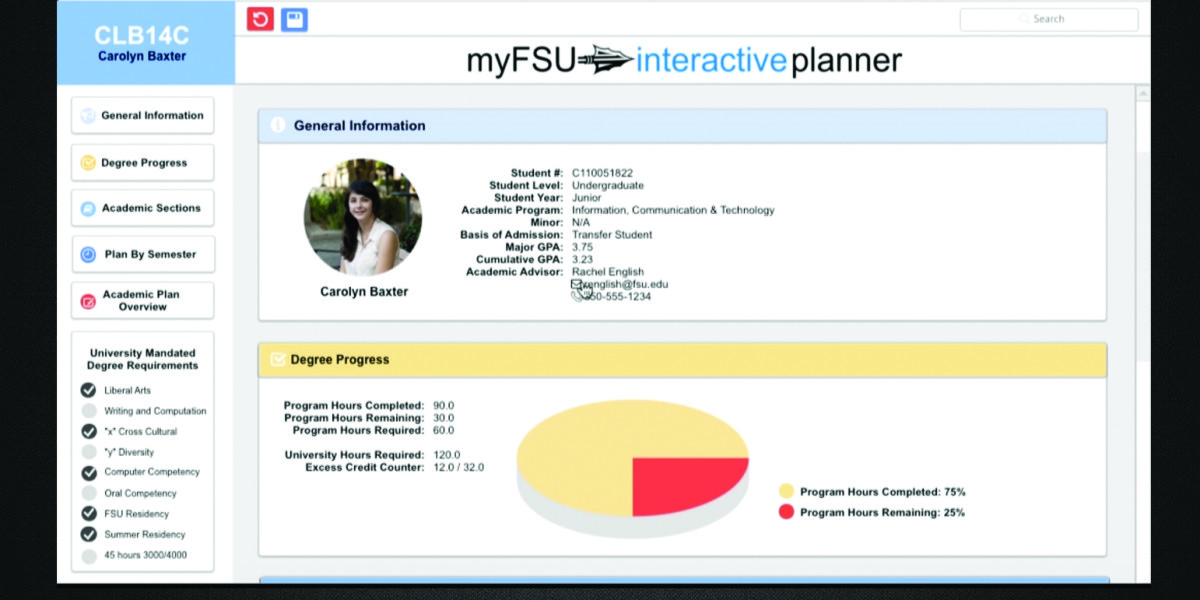 CLB14C
Carolyn Baxter
Search
myFSU interactive planner
General Information
Degree Progress
Academic Sections
Plan By Semester
Academic Plan
Overview
University Mandated
Degree Requirements
Liberal Arts
Writing and Computation
"x" Cross Cultural
"y" Diversity
Computer Competency
Oral Competency
FSU Residency
Summer Residency
45 hours 3000/4000
General Information
Carolyn Baxter
Student #: C110051822
Student Level: Undergraduate
Student Year: Junior
Academic Program: Information, Communication & Technology
Minor: N/A
Basis of Admission: Transfer Student
Major GPA: 3.75
Cumulative GPA: 3.23
Academic Advisor: Rachel English
english@fsu.edu
50-555-1234
Degree Progress
Program Hours Completed: 90.0
Program Hours Remaining: 30.0
Program Hours Required: 60.0
University Hours Required: 120.0
Excess Credit Counter: 12.0 / 32.0
Program Hours Completed: 75%
Program Hours Remaining: 25%